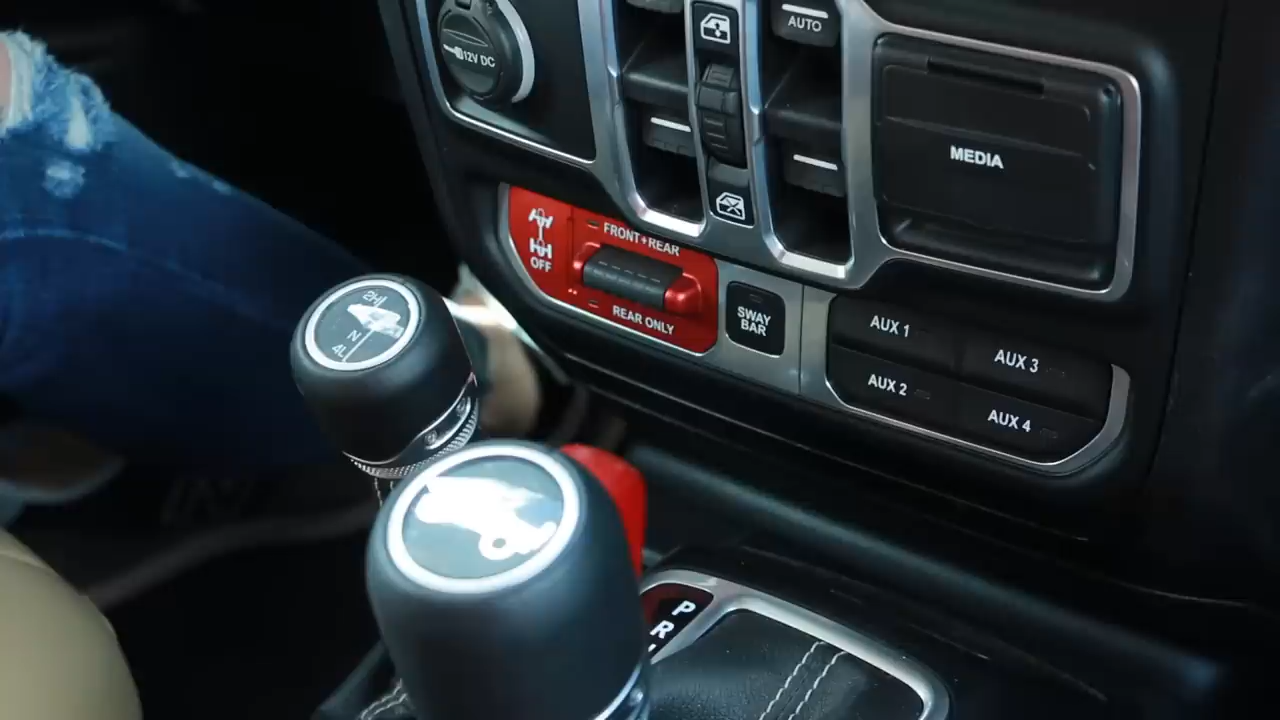 12V DC
AUTO
MEDIA
FRONT+REAR
OFF
REAR ONLY
SWAY
BAR
AUX 1
AUX 3
AUX 2
AUX 4
2H
N
4L
P
R